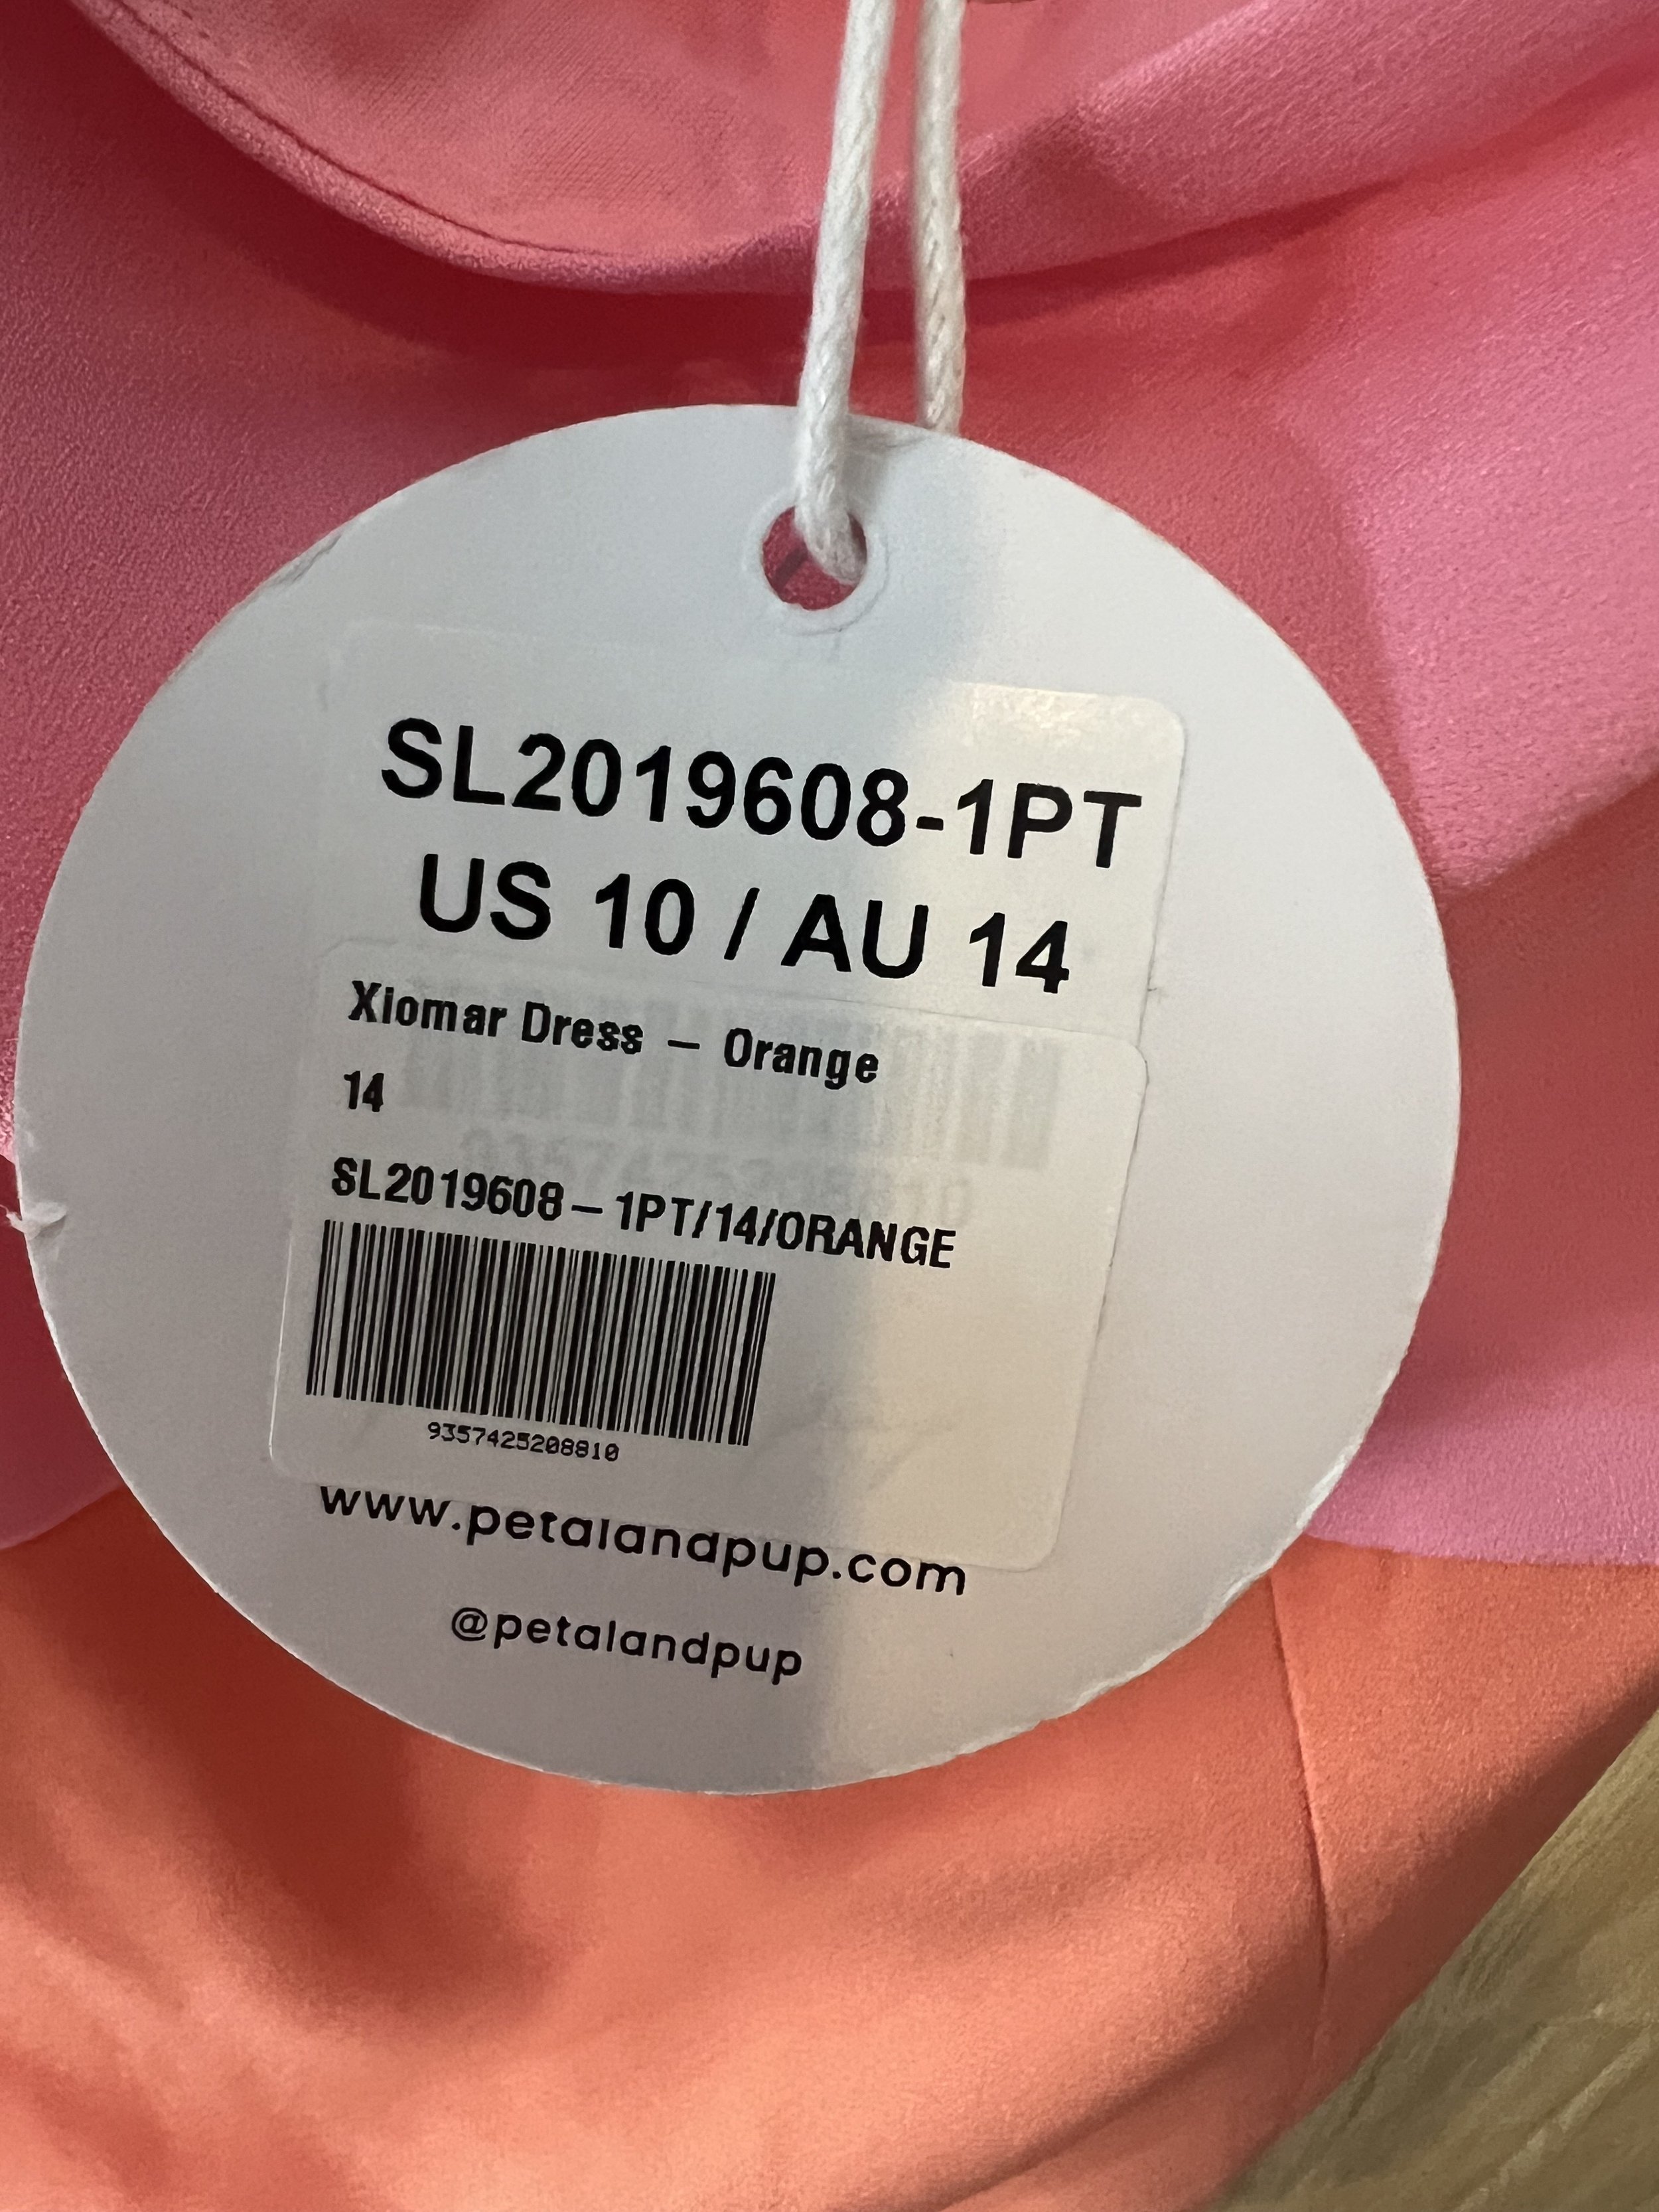 SL2019608-1PT
US 10 / AU 14
Xiomar Dress – Orange
14
SL2019608–1PT/14/ORANGE
9357425208810
www.petalandpup.com
@petalandpup